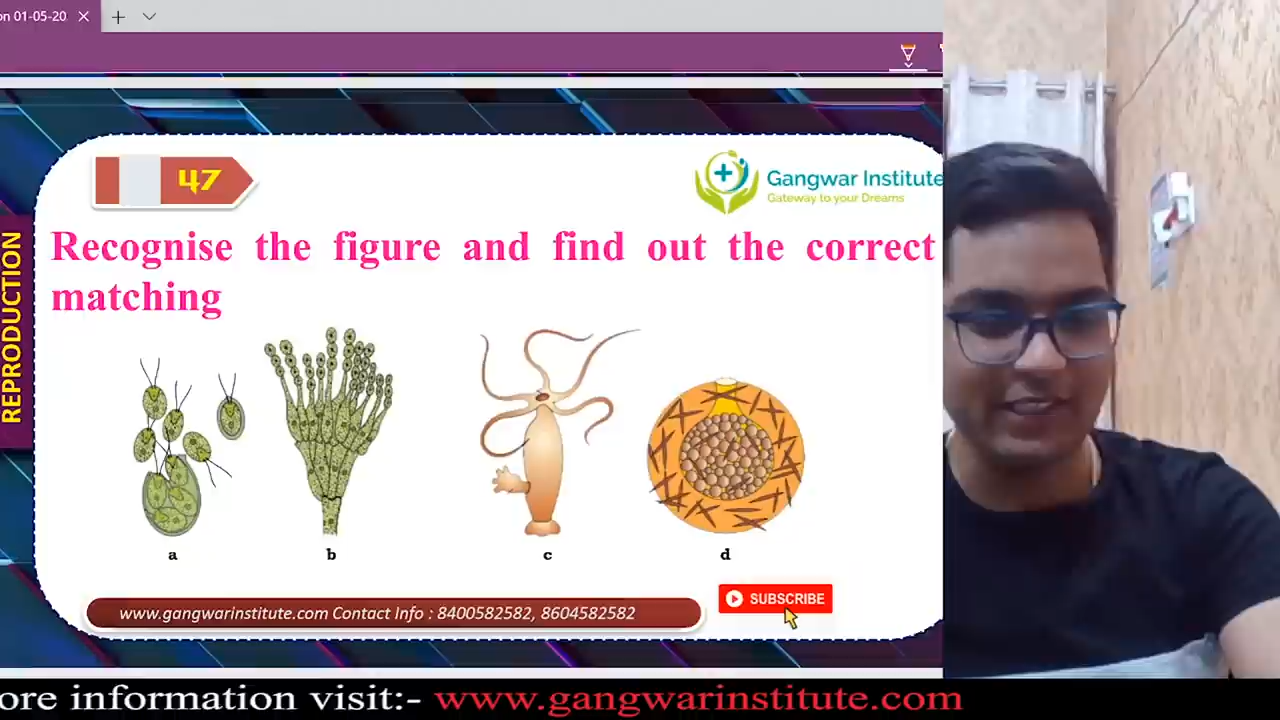 on 01-05-20
47
Gangwar Institute
Gateway to your Dreams
REPRODUCTION
Recognise the figure and find out the correct
matching
a b c d
www.gangwarinstitute.com Contact Info : 8400582582, 8604582582
SUBSCRIBE
ore information visit:- www.gangwarinstitute.com